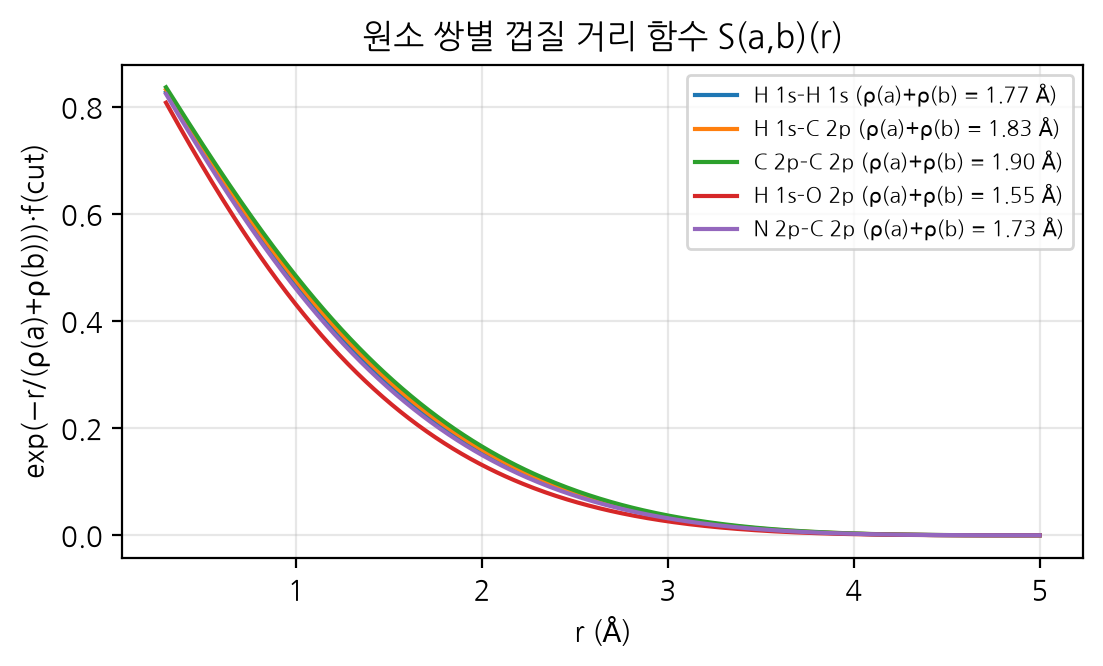 원소 쌍별 껍질 거리 함수 S(a,b)(r)
exp(−r/(ρ(a)+ρ(b)))·f(cut)
0.8
0.6
0.4
0.2
0.0
H 1s-H 1s (ρ(a)+ρ(b) = 1.77 Å)
H 1s-C 2p (ρ(a)+ρ(b) = 1.83 Å)
C 2p-C 2p (ρ(a)+ρ(b) = 1.90 Å)
H 1s-O 2p (ρ(a)+ρ(b) = 1.55 Å)
N 2p-C 2p (ρ(a)+ρ(b) = 1.73 Å)
1 2 3 4 5
r (Å)